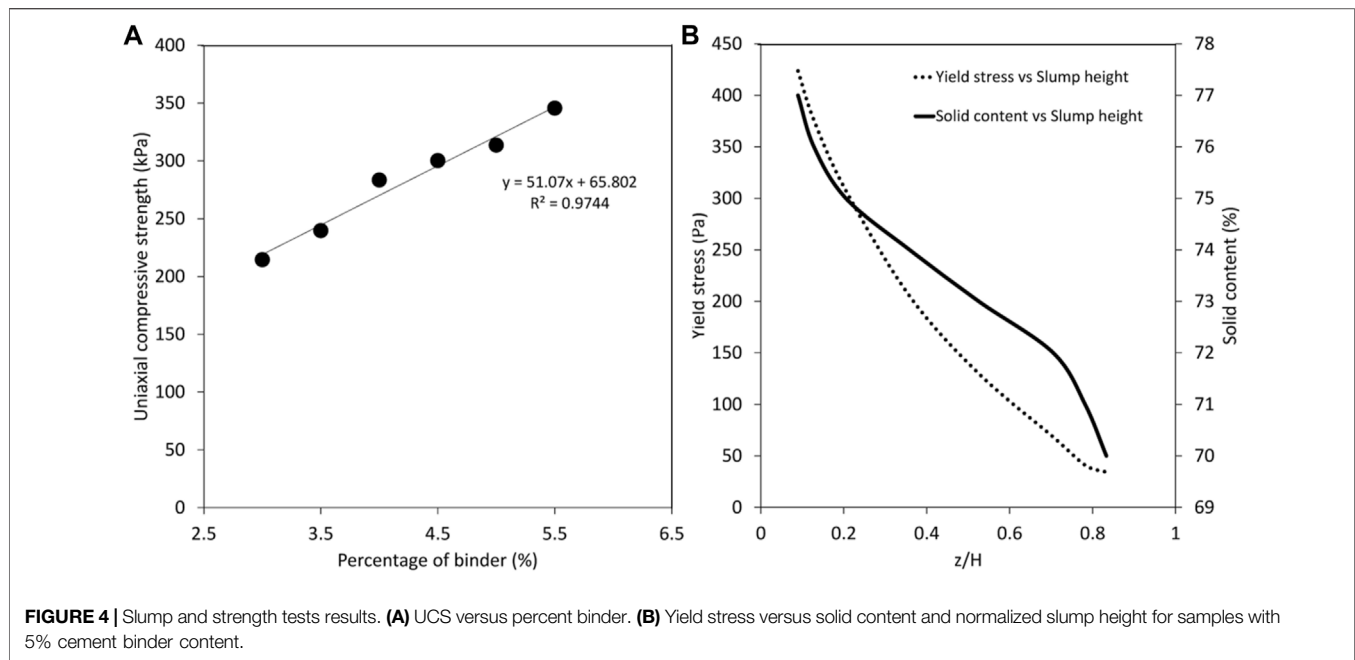 A
400
350
300
250
200
150
100
50
0
Uniaxial compressive strength (kPa)
y = 51.07x + 65.802
R² = 0.9744
2.5 3.5 4.5 5.5 6.5
Percentage of binder (%)
B
450
400
350
300
250
200
150
100
50
0
Yield stress (Pa)
Yield stress vs Slump height
Solid content vs Slump height
78
77
76
75
74
73
72
71
70
69
Solid content (%)
0 0.2 0.4 0.6 0.8 1
z/H
FIGURE 4 | Slump and strength tests results. (A) UCS versus percent binder. (B) Yield stress versus solid content and normalized slump height for samples with
5% cement binder content.